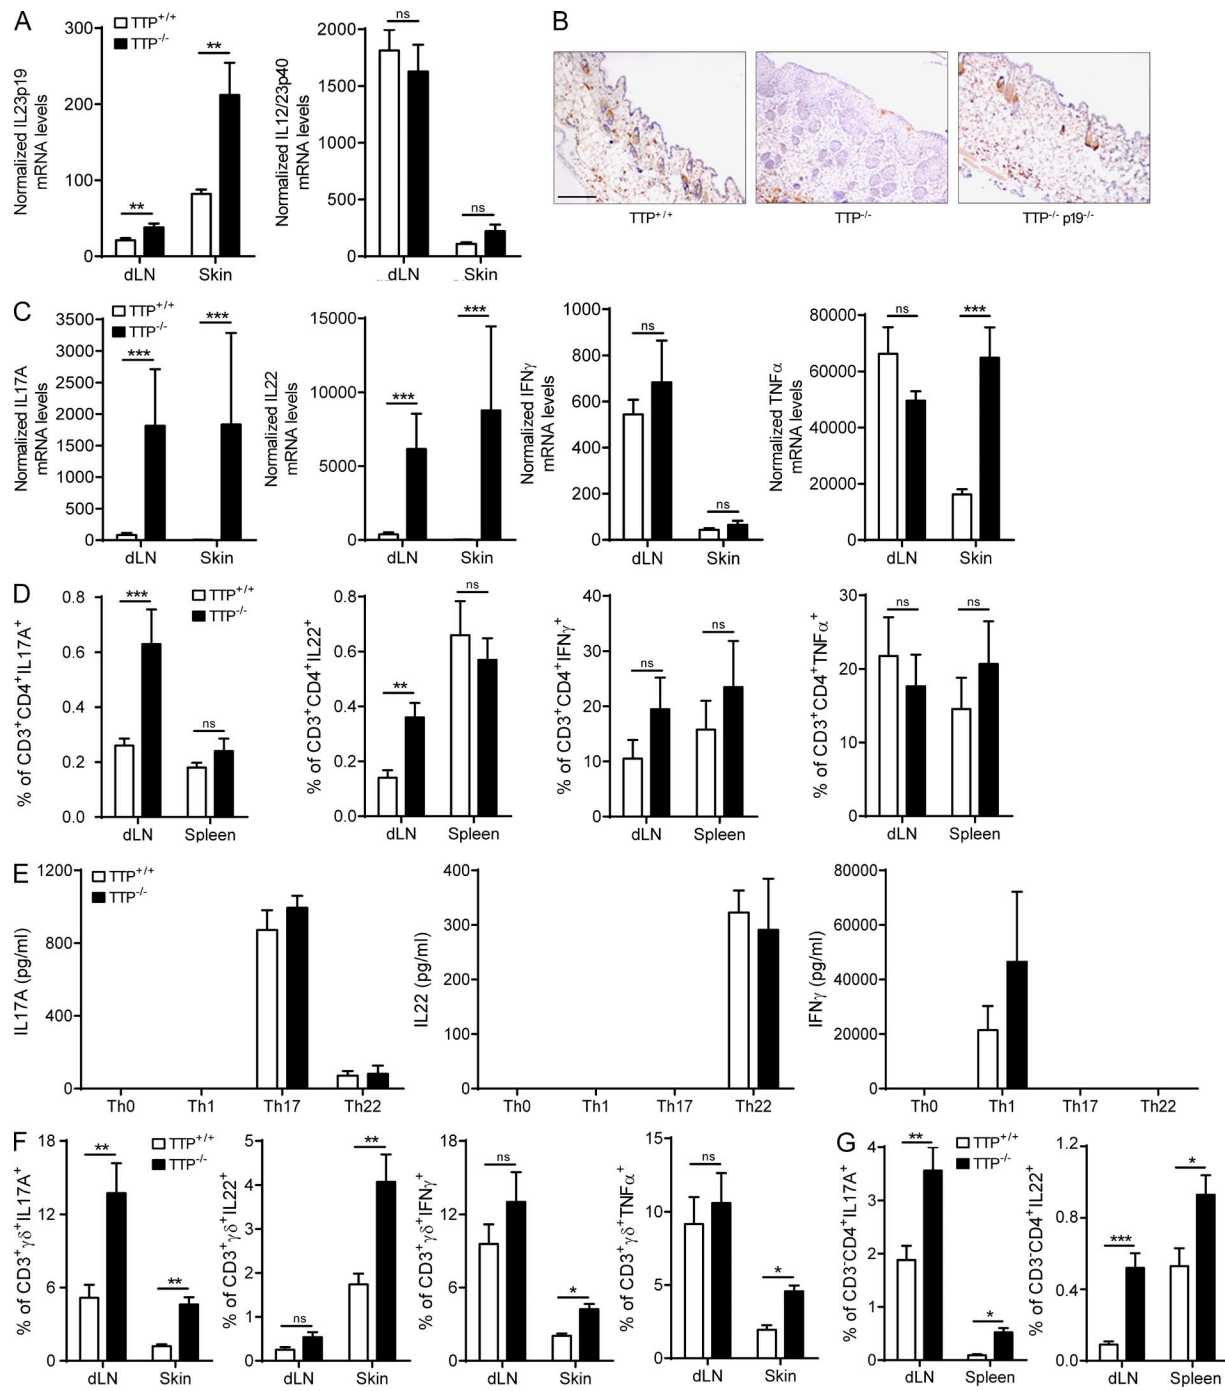 A
TTP+/+
TTP-/-
Normalized IL23p19
mRNA levels
300
200
100
0
**
**
dLN
Skin
Normalized IL12/23p40
mRNA levels
2000
1500
1000
500
0
ns
ns
dLN
Skin
B
TTP+/+
TTP-/-
TTP-/- p19-/-
C
TTP+/+
TTP-/-
Normalized IL17A
mRNA levels
3500
3000
2500
2000
1500
1000
500
0
***
***
dLN
Skin
Normalized IL22
mRNA levels
15000
10000
5000
0
***
***
dLN
Skin
Normalized IFNγ
mRNA levels
1000
800
600
400
200
0
ns
ns
dLN
Skin
Normalized TNFα
mRNA levels
80000
60000
40000
20000
0
ns
***
dLN
Skin
D
TTP+/+
TTP-/-
% of CD3+CD4+IL17A+
0.8
0.6
0.4
0.2
0.0
***
ns
dLN
Spleen
% of CD3+CD4+IL22+
0.8
0.6
0.4
0.2
0.0
**
ns
dLN
Spleen
% of CD3+CD4+IFNγ+
40
30
20
10
0
ns
ns
dLN
Spleen
% of CD3+CD4+TNFα+
30
20
10
0
ns
ns
dLN
Spleen
E
TTP+/+
TTP-/-
IL17A (pg/ml)
1200
800
400
0
Th0
Th1
Th17
Th22
IL22 (pg/ml)
400
300
200
100
0
Th0
Th1
Th17
Th22
IFNγ (pg/ml)
80000
60000
40000
20000
0
Th0
Th1
Th17
Th22
F
TTP+/+
TTP-/-
% of CD3+γδ+IL17A+
18
12
6
0
**
**
dLN
Skin
% of CD3+γδ+IL22+
5
4
3
2
1
0
ns
**
dLN
Skin
% of CD3+γδ+IFNγ+
18
12
6
0
ns
*
dLN
Skin
% of CD3+γδ+TNFα+
15
10
5
0
ns
*
dLN
Skin
G
TTP+/+
TTP-/-
% of CD3-CD4+IL17A+
4
3
2
1
0
**
*
dLN
Spleen
% of CD3-CD4+IL22+
1.2
0.8
0.4
0.0
***
*
dLN
Spleen